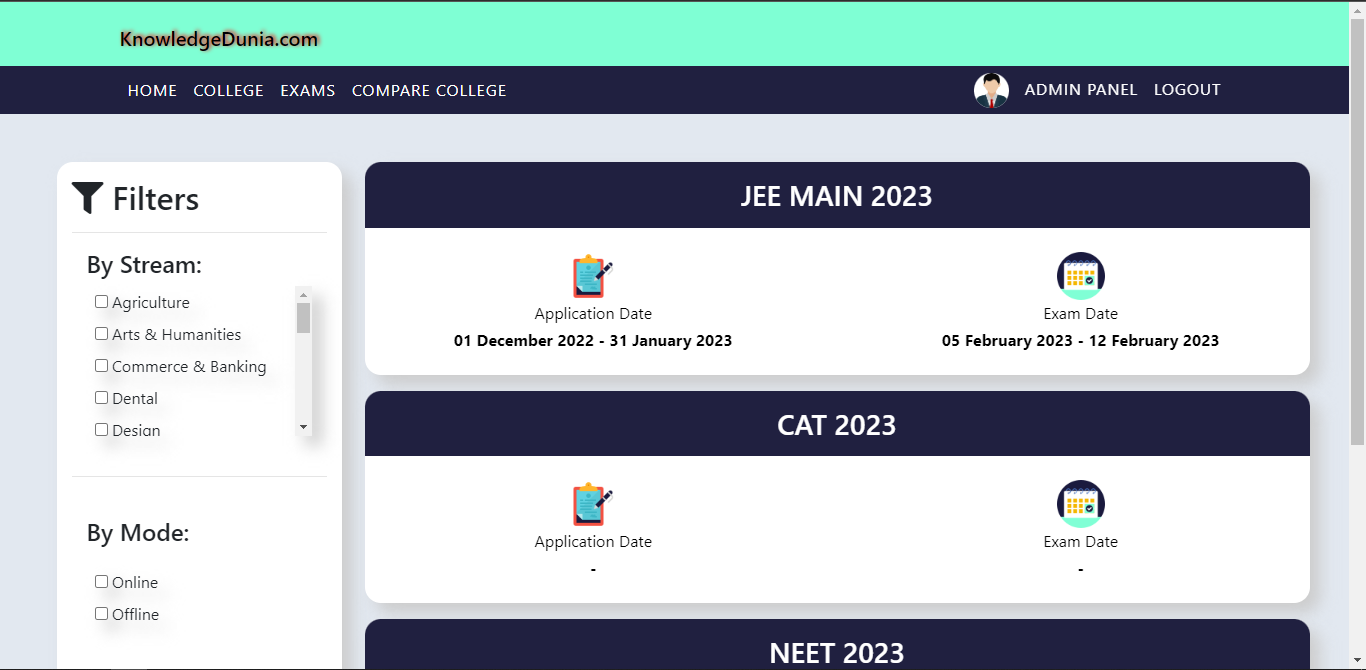 KnowledgeDunia.com
HOME COLLEGE EXAMS COMPARE COLLEGE ADMIN PANEL LOGOUT
Filters
By Stream:
Agriculture
Arts & Humanities
Commerce & Banking
Dental
Design
By Mode:
Online
Offline
JEE MAIN 2023
Application Date
01 December 2022 - 31 January 2023
Exam Date
05 February 2023 - 12 February 2023
CAT 2023
Application Date
-
Exam Date
-
NEET 2023